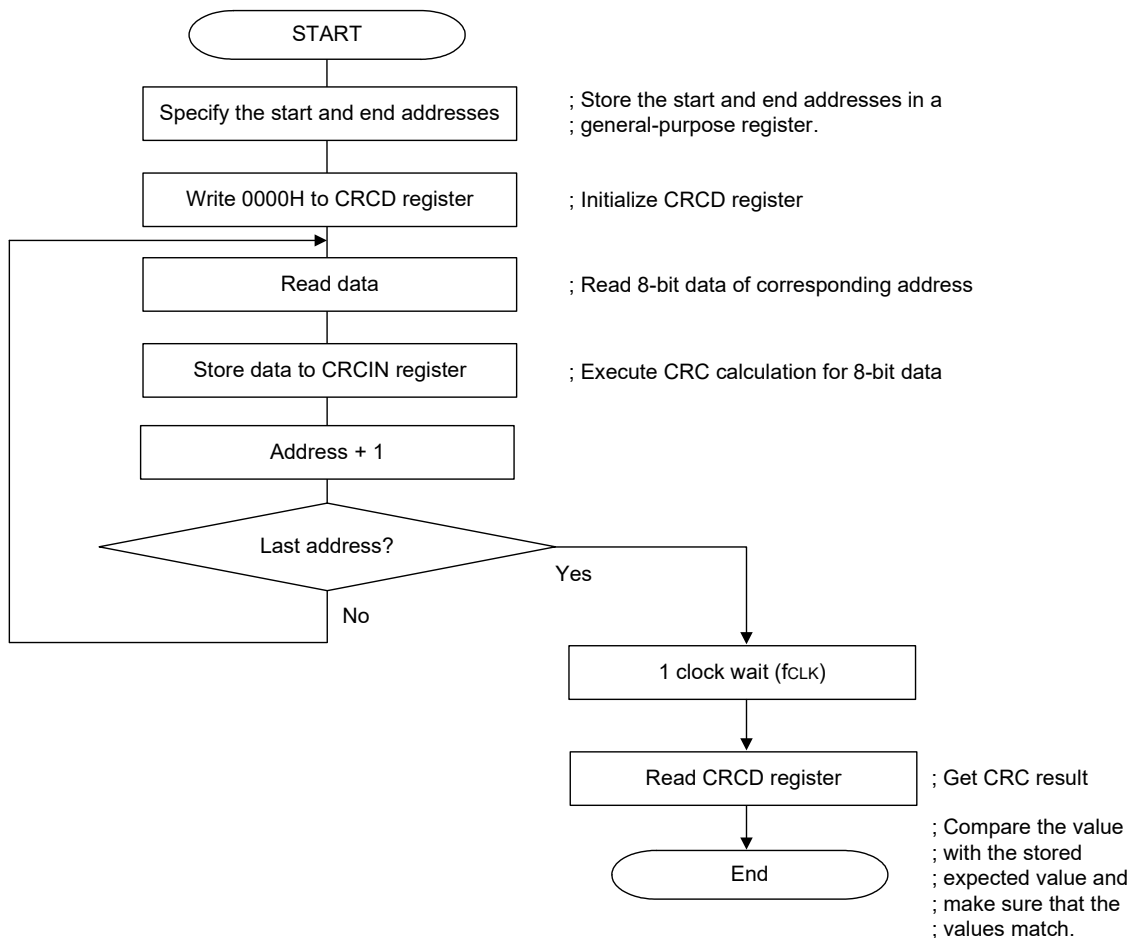 START
Specify the start and end addresses
; Store the start and end addresses in a
; general-purpose register.
Write 0000H to CRCD register
; Initialize CRCD register
Read data
; Read 8-bit data of corresponding address
Store data to CRCIN register
; Execute CRC calculation for 8-bit data
Address + 1
Last address?
Yes
No
1 clock wait (fCLK)
Read CRCD register
; Get CRC result
; Compare the value
; with the stored
; expected value and
; make sure that the
; values match.
End